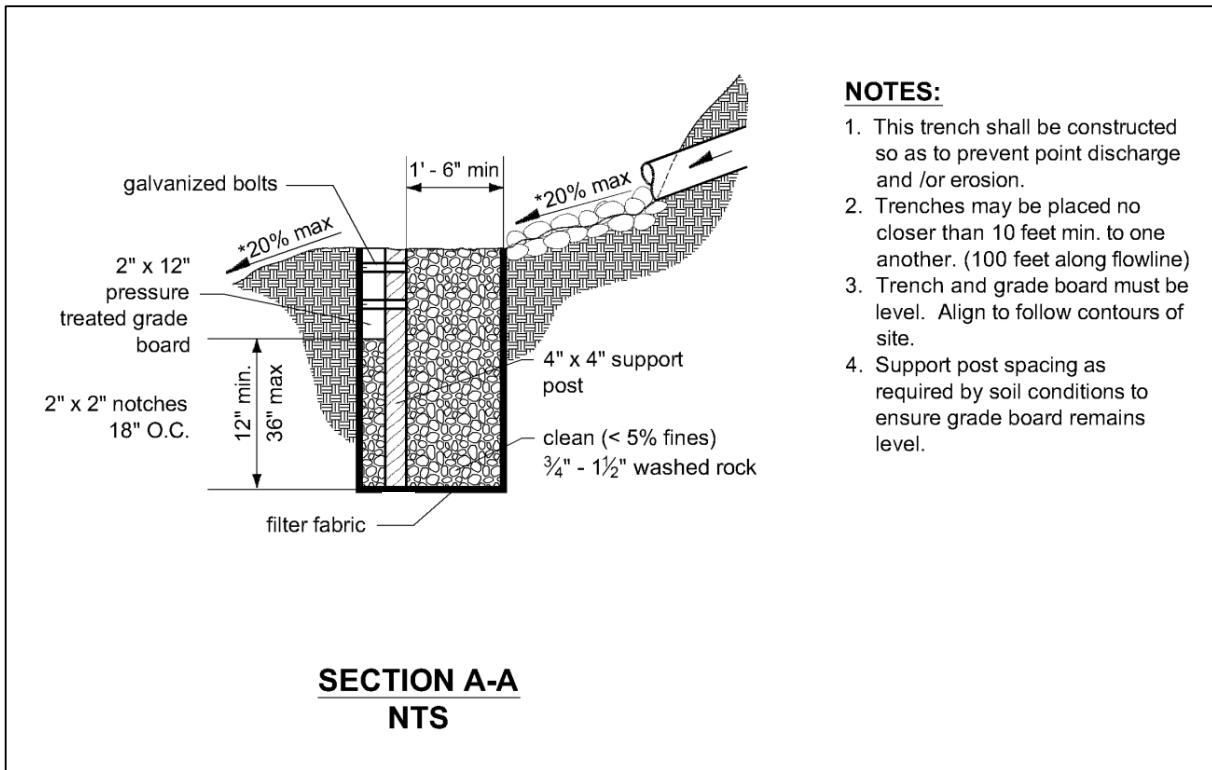 galvanized bolts
1' - 6" min
*20% max
*20% max
2" x 12"
pressure
treated grade
board
12" min.
36" max
2" x 2" notches
18" O.C.
4" x 4" support
post
clean (< 5% fines)
¾" - 1½" washed rock
filter fabric
SECTION A-A
NTS
NOTES:
1. This trench shall be constructed
so as to prevent point discharge
and /or erosion.
2. Trenches may be placed no
closer than 10 feet min. to one
another. (100 feet along flowline)
3. Trench and grade board must be
level. Align to follow contours of
site.
4. Support post spacing as
required by soil conditions to
ensure grade board remains
level.